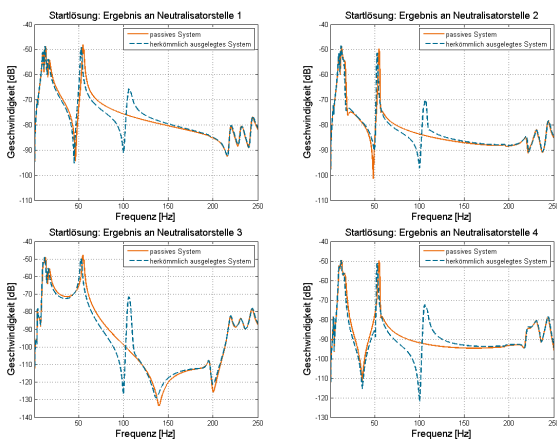 Startlösung: Ergebnis an Neutralisatorstelle 1
Geschwindigkeit [dB]
-40
-50
-60
-70
-80
-90
-100
-110
passives System
herkömmlich ausgelegtes System
50 100 150 200 250
Frequenz [Hz]
Startlösung: Ergebnis an Neutralisatorstelle 2
Geschwindigkeit [dB]
-40
-50
-60
-70
-80
-90
-100
-110
passives System
herkömmlich ausgelegtes System
50 100 150 200 250
Frequenz [Hz]
Startlösung: Ergebnis an Neutralisatorstelle 3
Geschwindigkeit [dB]
-40
-50
-60
-70
-80
-90
-100
-110
-120
-130
-140
passives System
herkömmlich ausgelegtes System
50 100 150 200 250
Frequenz [Hz]
Startlösung: Ergebnis an Neutralisatorstelle 4
Geschwindigkeit [dB]
-40
-50
-60
-70
-80
-90
-100
-110
-120
-130
passives System
herkömmlich ausgelegtes System
50 100 150 200 250
Frequenz [Hz]